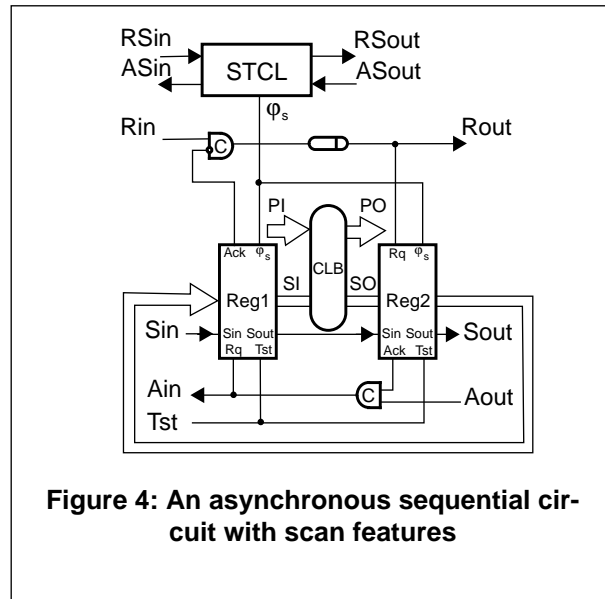 RSin RSout
STCL
ASin ASout
φs
Rin Rout
C
PI PO
Ack φs Rq φs
CLB
SI SO
Reg1 Reg2
Sin Sin Sout Sin Sout Sout
Rq Tst Ack Tst
Ain C Aout
Tst
Figure 4: An asynchronous sequential cir-
cuit with scan features